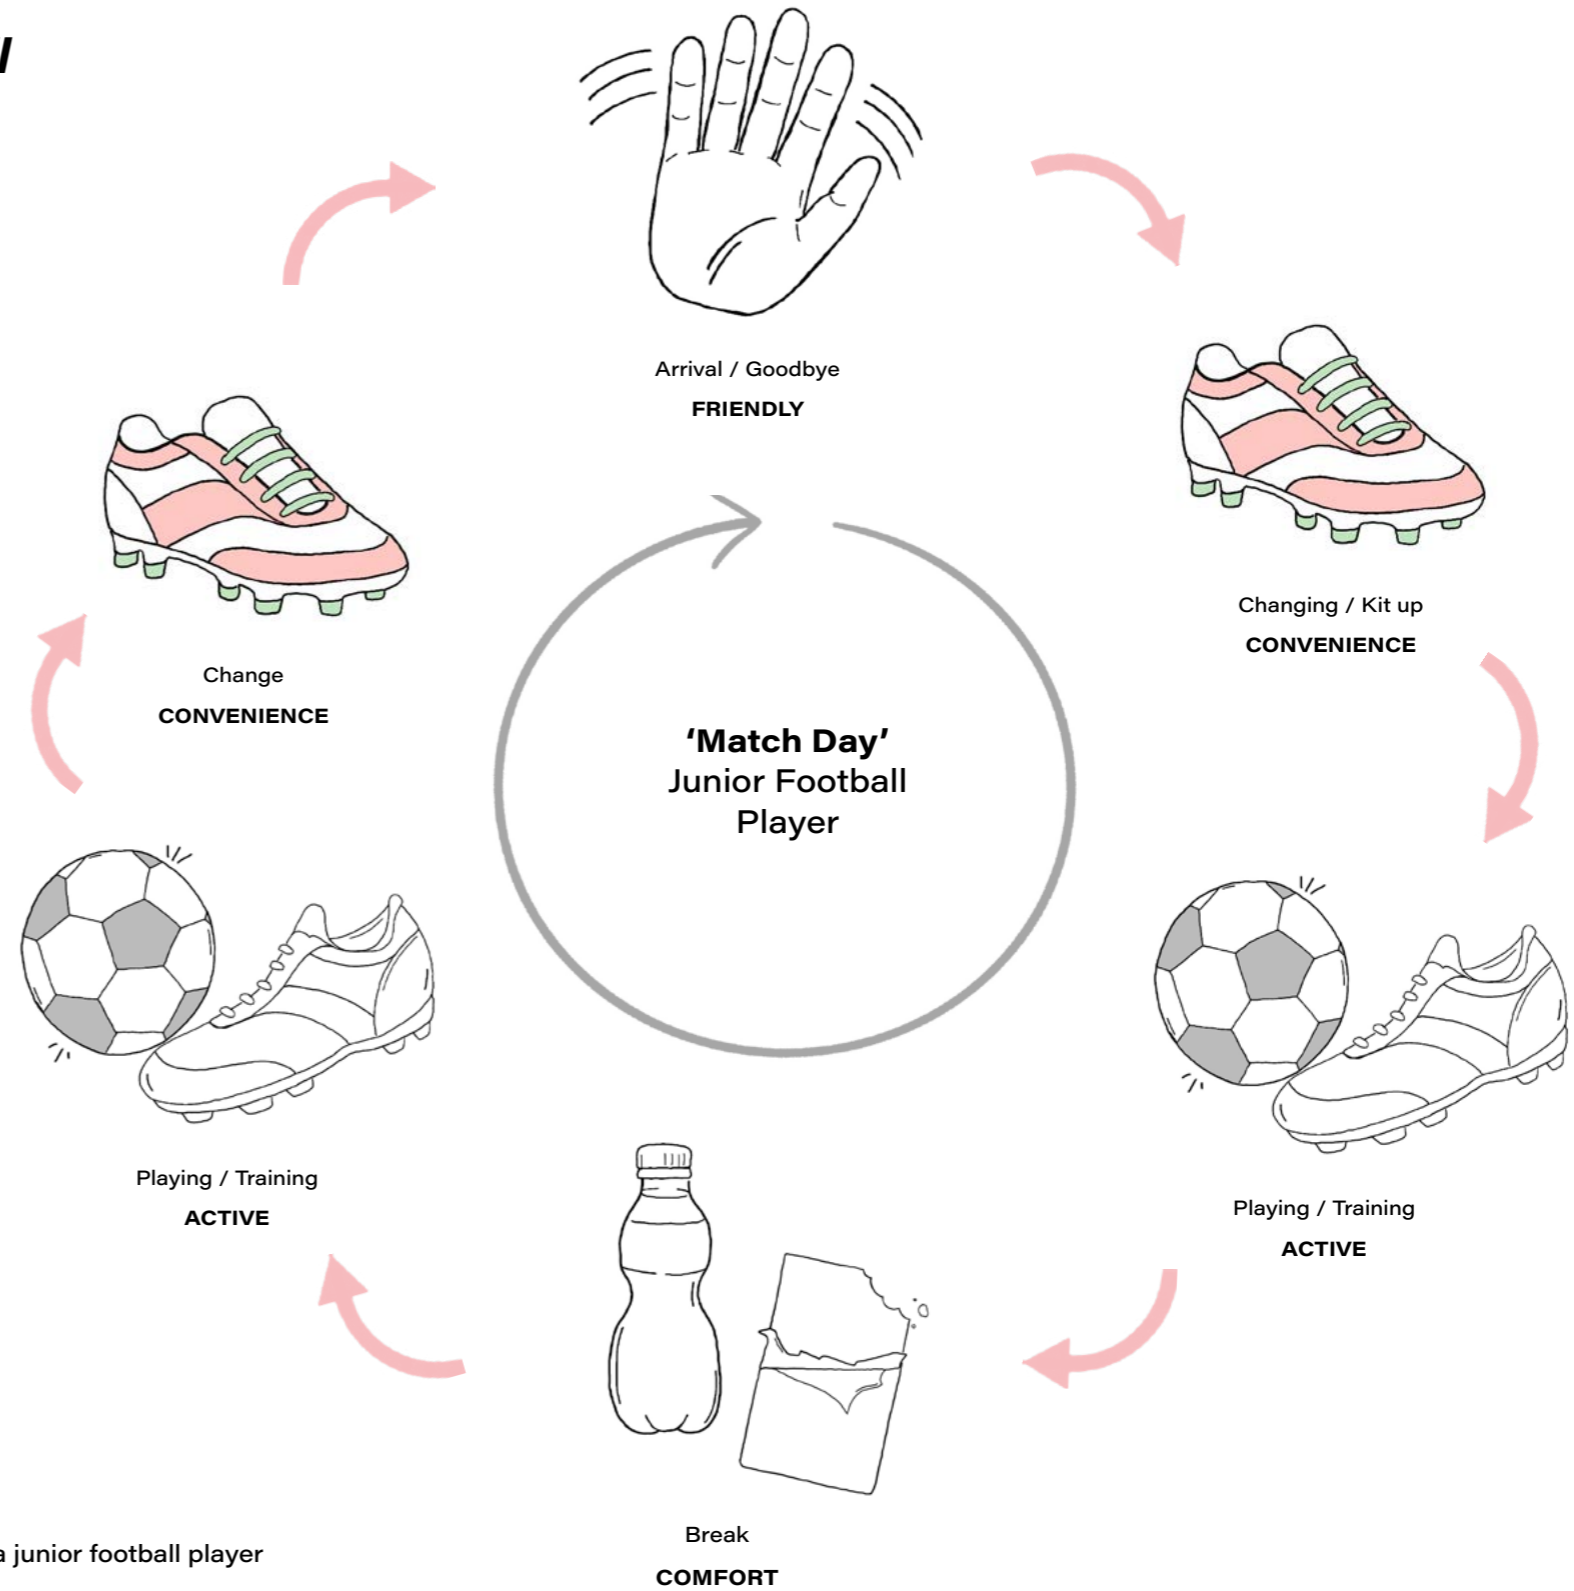 Arrival / Goodbye
FRIENDLY
Changing / Kit up
CONVENIENCE
Change
CONVENIENCE
‘Match Day’
Junior Football
Player
Playing / Training
ACTIVE
Playing / Training
ACTIVE
Break
COMFORT
a junior football player